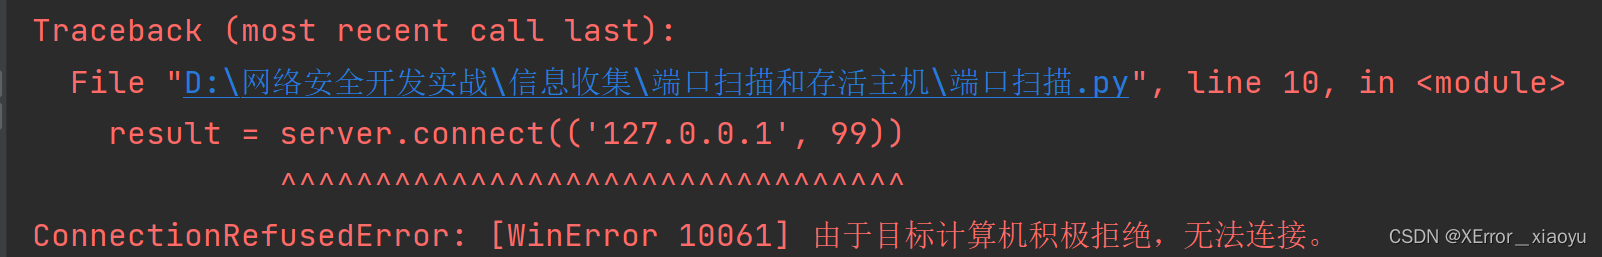 Traceback (most recent call last):
  File "D:\网络安全开发实战\信息收集\端口扫描和存活主机\端口扫描.py", line 10, in <module>
    result = server.connect(('127.0.0.1', 99))
             ^^^^^^^^^^^^^^^^^^^^^^^^^^^^^^^^^
ConnectionRefusedError: [WinError 10061] 由于目标计算机积极拒绝，无法连接。
CSDN @XError_xiaoyu